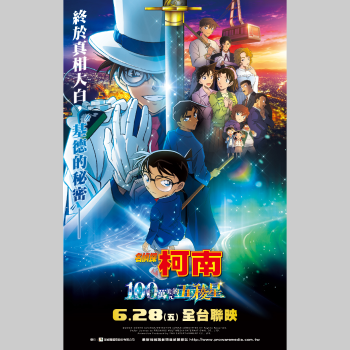 終於真相大白，
基德的秘密──
名偵探
柯南
100萬美元的五稜星
6.28(五)全台聯映